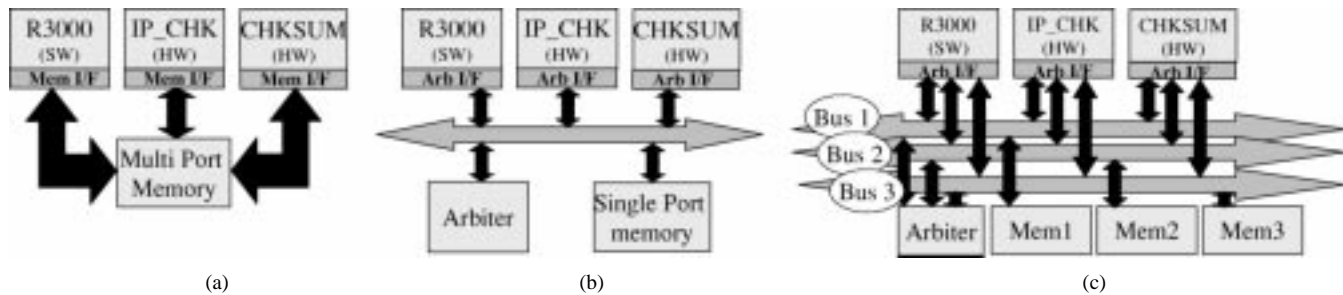 R3000
(SW)
Mem I/F
IP_CHK
(HW)
Mem I/F
CHKSUM
(HW)
Mem I/F
Multi Port
Memory
(a)
R3000
(SW)
Arb I/F
IP_CHK
(HW)
Arb I/F
CHKSUM
(HW)
Arb I/F
Arbiter
Single Port
memory
(b)
R3000
(SW)
Arb I/F
IP_CHK
(HW)
Arb I/F
CHKSUM
(HW)
Arb I/F
Bus 1
Bus 2
Bus 3
Arbiter
Mem1
Mem2
Mem3
(c)